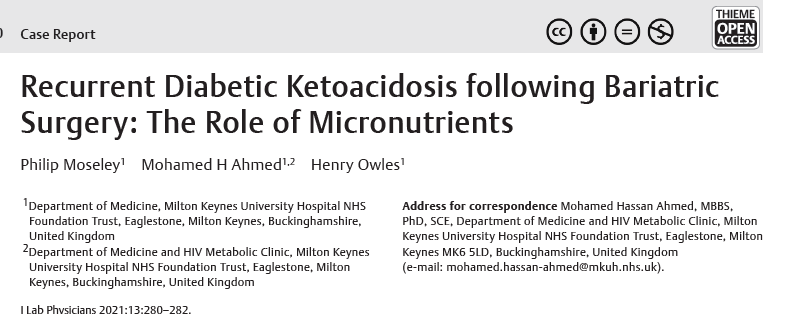 Case Report
THIEME
OPEN
ACCESS
Recurrent Diabetic Ketoacidosis following Bariatric
Surgery: The Role of Micronutrients
Philip Moseley1 Mohamed H Ahmed1,2 Henry Owles1
1Department of Medicine, Milton Keynes University Hospital NHS
Foundation Trust, Eaglestone, Milton Keynes, Buckinghamshire,
United Kingdom
2Department of Medicine and HIV Metabolic Clinic, Milton Keynes
University Hospital NHS Foundation Trust, Eaglestone, Milton
Keynes, Buckinghamshire, United Kingdom
Address for correspondence Mohamed Hassan Ahmed, MBBS,
PhD, SCE, Department of Medicine and HIV Metabolic Clinic, Milton
Keynes University Hospital NHS Foundation Trust, Eaglestone, Milton
Keynes MK6 5LD, Buckinghamshire, United Kingdom
(e-mail: mohamed.hassan-ahmed@mkuh.nhs.uk).
J Lab Physicians 2021;13:280–282.